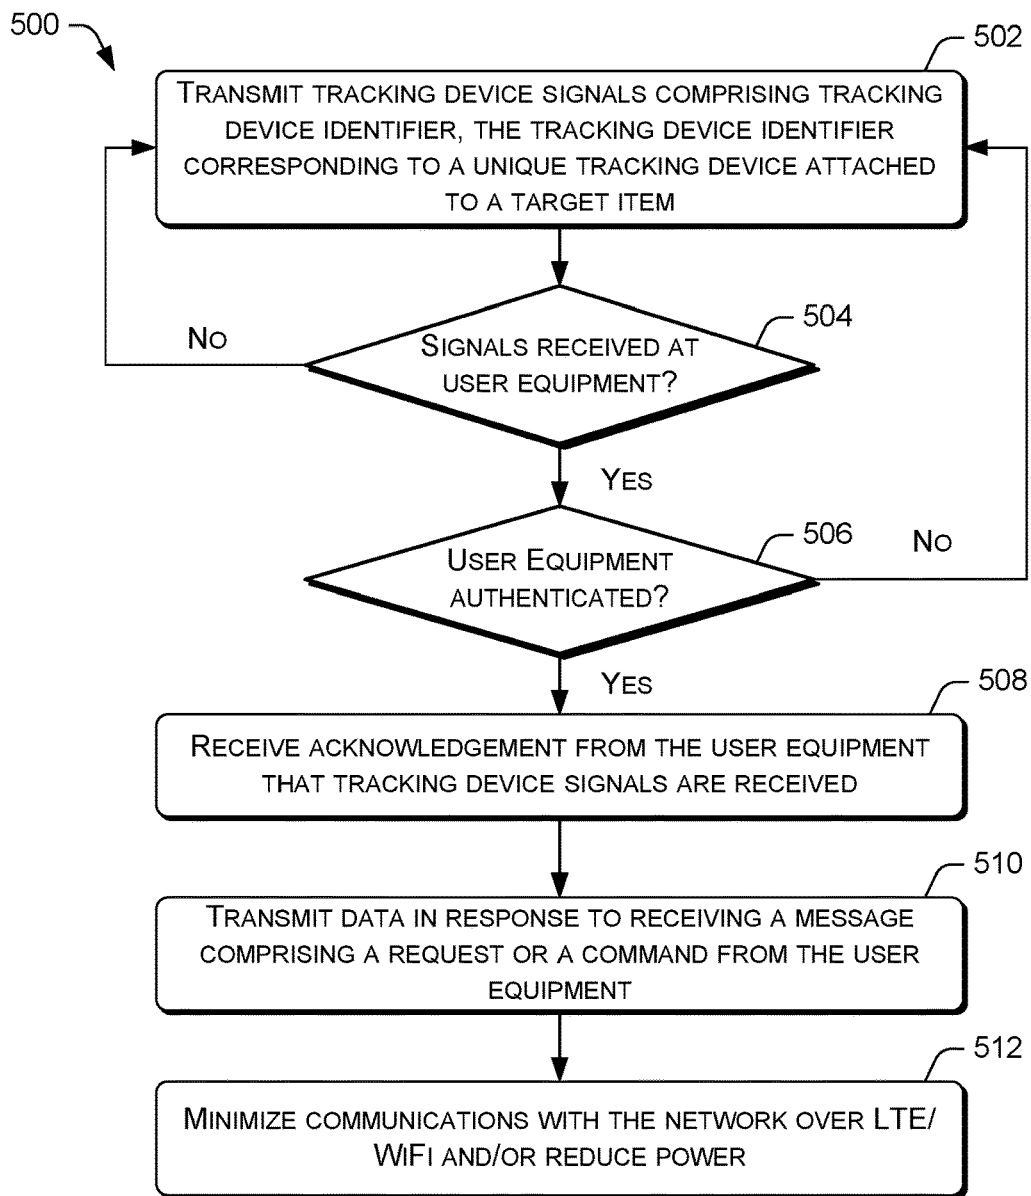 500
502
TRANSMIT TRACKING DEVICE SIGNALS COMPRISING TRACKING
DEVICE IDENTIFIER, THE TRACKING DEVICE IDENTIFIER
CORRESPONDING TO A UNIQUE TRACKING DEVICE ATTACHED
TO A TARGET ITEM
504
NO
SIGNALS RECEIVED AT
USER EQUIPMENT?
YES
506
NO
USER EQUIPMENT
AUTHENTICATED?
YES
508
RECEIVE ACKNOWLEDGEMENT FROM THE USER EQUIPMENT
THAT TRACKING DEVICE SIGNALS ARE RECEIVED
510
TRANSMIT DATA IN RESPONSE TO RECEIVING A MESSAGE
COMPRISING A REQUEST OR A COMMAND FROM THE USER
EQUIPMENT
512
MINIMIZE COMMUNICATIONS WITH THE NETWORK OVER LTE/
WIFI AND/OR REDUCE POWER